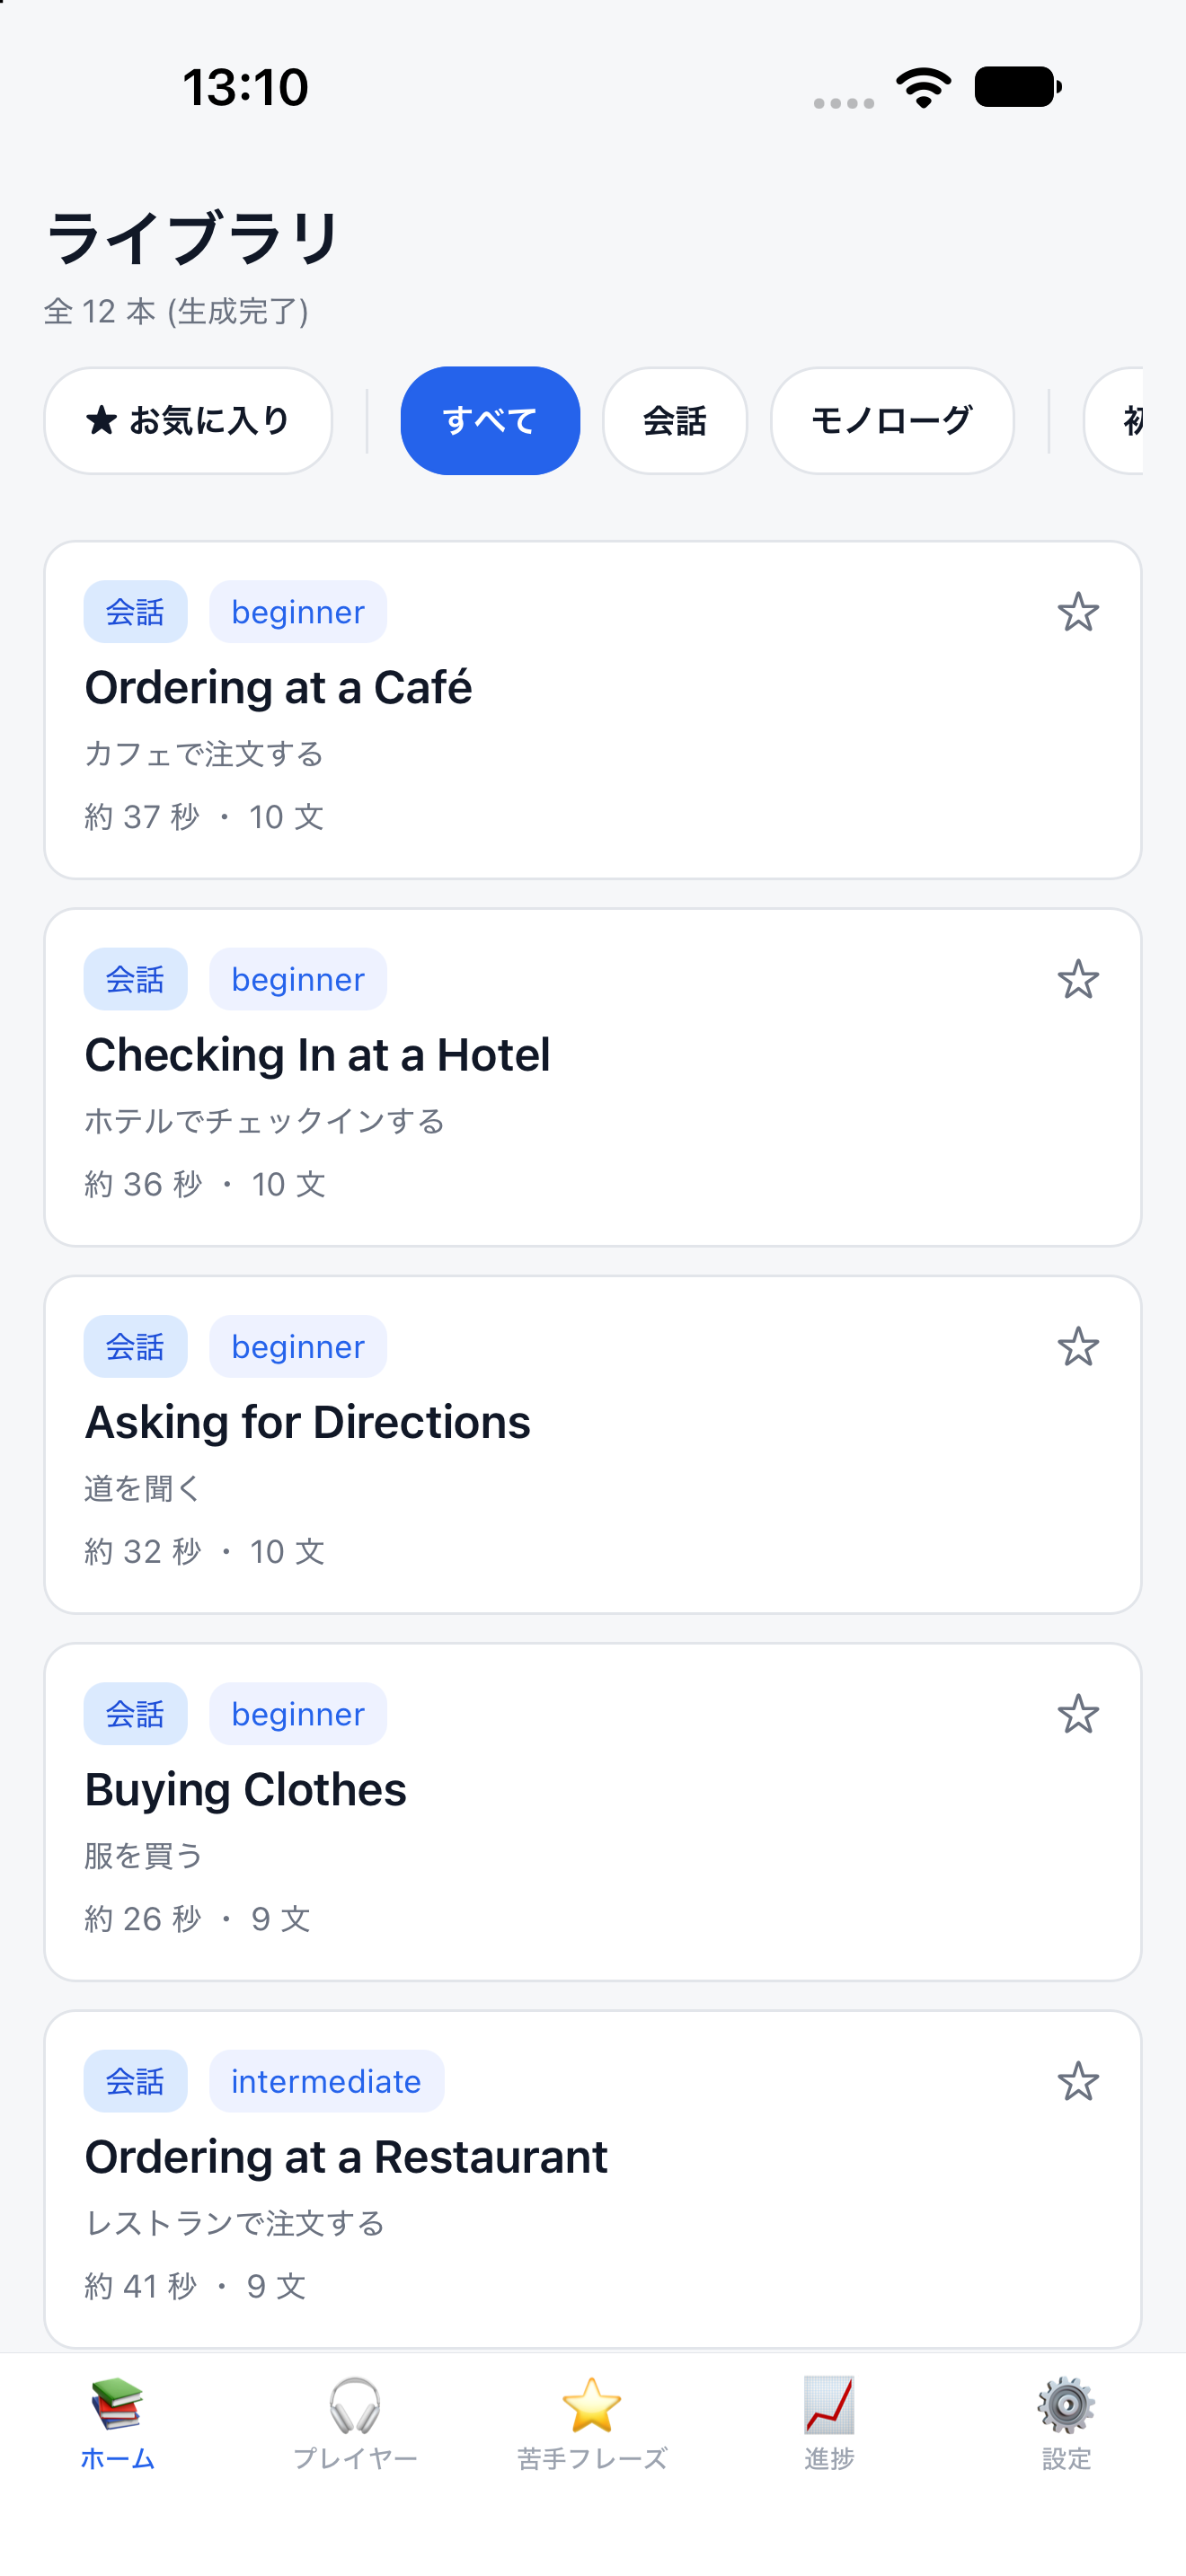 13:10
ライブラリ
全 12 本 (生成完了)
★ お気に入り
すべて
会話
モノローグ
初
会話
beginner
Ordering at a Café
カフェで注文する
約 37 秒 ・ 10 文
会話
beginner
Checking In at a Hotel
ホテルでチェックインする
約 36 秒 ・ 10 文
会話
beginner
Asking for Directions
道を聞く
約 32 秒 ・ 10 文
会話
beginner
Buying Clothes
服を買う
約 26 秒 ・ 9 文
会話
intermediate
Ordering at a Restaurant
レストランで注文する
約 41 秒 ・ 9 文
ホーム
プレイヤー
苦手フレーズ
進捗
設定